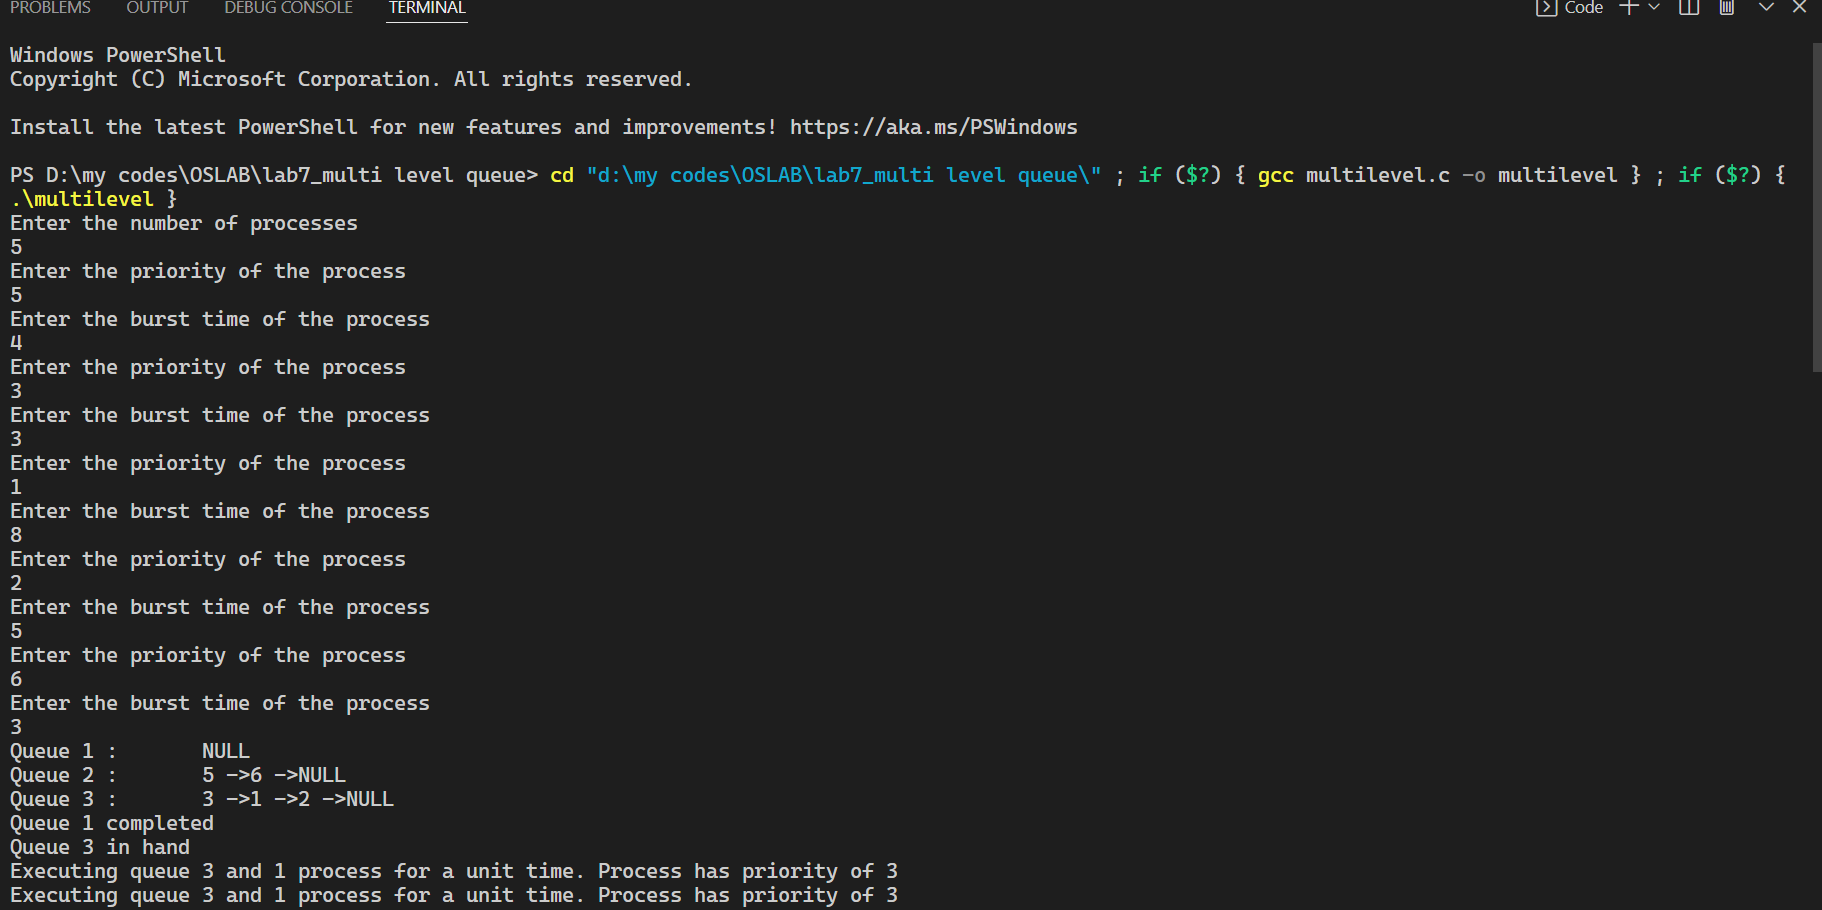 PROBLEMS OUTPUT DEBUG CONSOLE TERMINAL Code
Windows PowerShell
Copyright (C) Microsoft Corporation. All rights reserved.
Install the latest PowerShell for new features and improvements! https://aka.ms/PSWindows
PS D:\my codes\OSLAB\lab7_multi level queue> cd "d:\my codes\OSLAB\lab7_multi level queue\" ; if ($?) { gcc multilevel.c -o multilevel } ; if ($?) {
.\multilevel }
Enter the number of processes
5
Enter the priority of the process
5
Enter the burst time of the process
4
Enter the priority of the process
3
Enter the burst time of the process
3
Enter the priority of the process
1
Enter the burst time of the process
8
Enter the priority of the process
2
Enter the burst time of the process
5
Enter the priority of the process
6
Enter the burst time of the process
3
Queue 1 :       NULL
Queue 2 :       5 ->6 ->NULL
Queue 3 :       3 ->1 ->2 ->NULL
Queue 1 completed
Queue 3 in hand
Executing queue 3 and 1 process for a unit time. Process has priority of 3
Executing queue 3 and 1 process for a unit time. Process has priority of 3